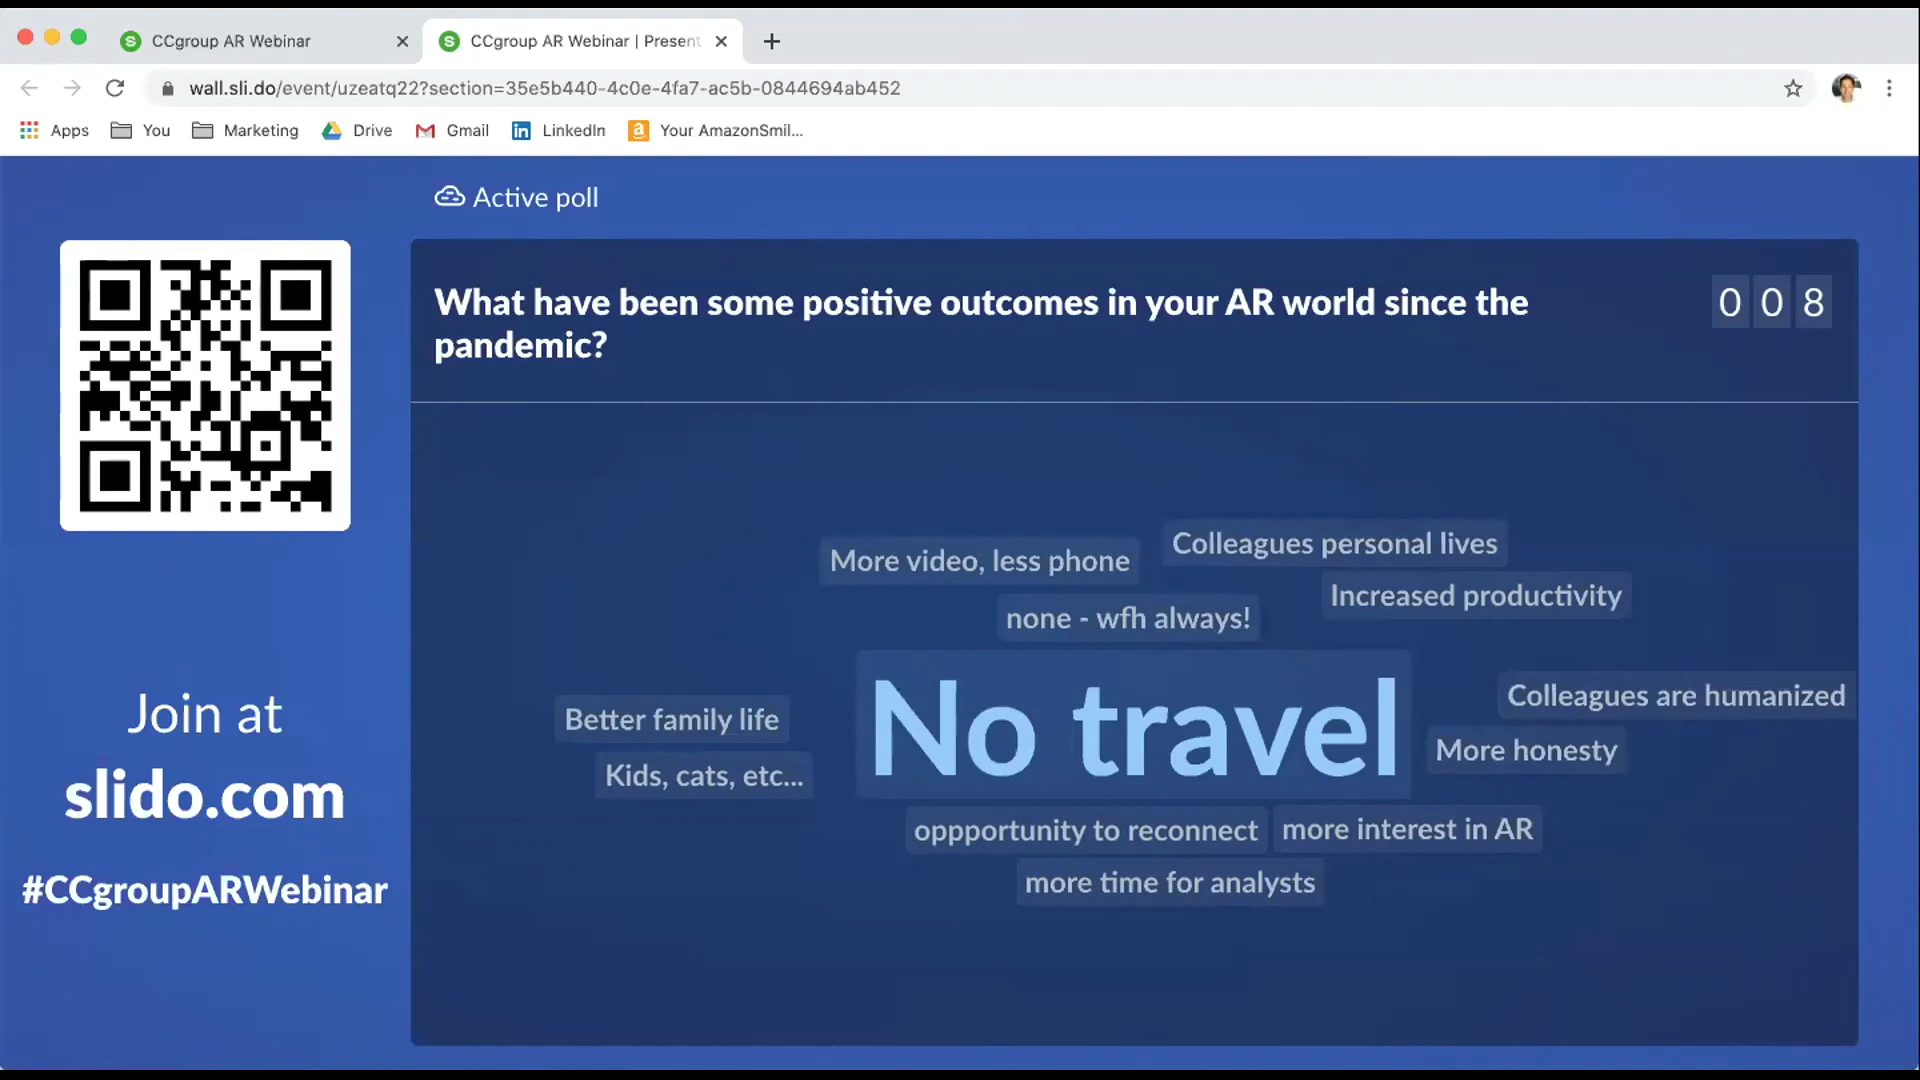 CCgroup AR Webinar
CCgroup AR Webinar | Present
wall.sli.do/event/uzeatq22?section=35e5b440-4c0e-4fa7-ac5b-0844694ab452
Apps You Marketing Drive Gmail LinkedIn Your AmazonSmil...
Active poll
What have been some positive outcomes in your AR world since the
pandemic?
0 0 8
Colleagues personal lives
More video, less phone
Increased productivity
none - wfh always!
No travel
Colleagues are humanized
Better family life
More honesty
Kids, cats, etc...
oppportunity to reconnect
more interest in AR
more time for analysts
Join at
slido.com
#CCgroupARWebinar